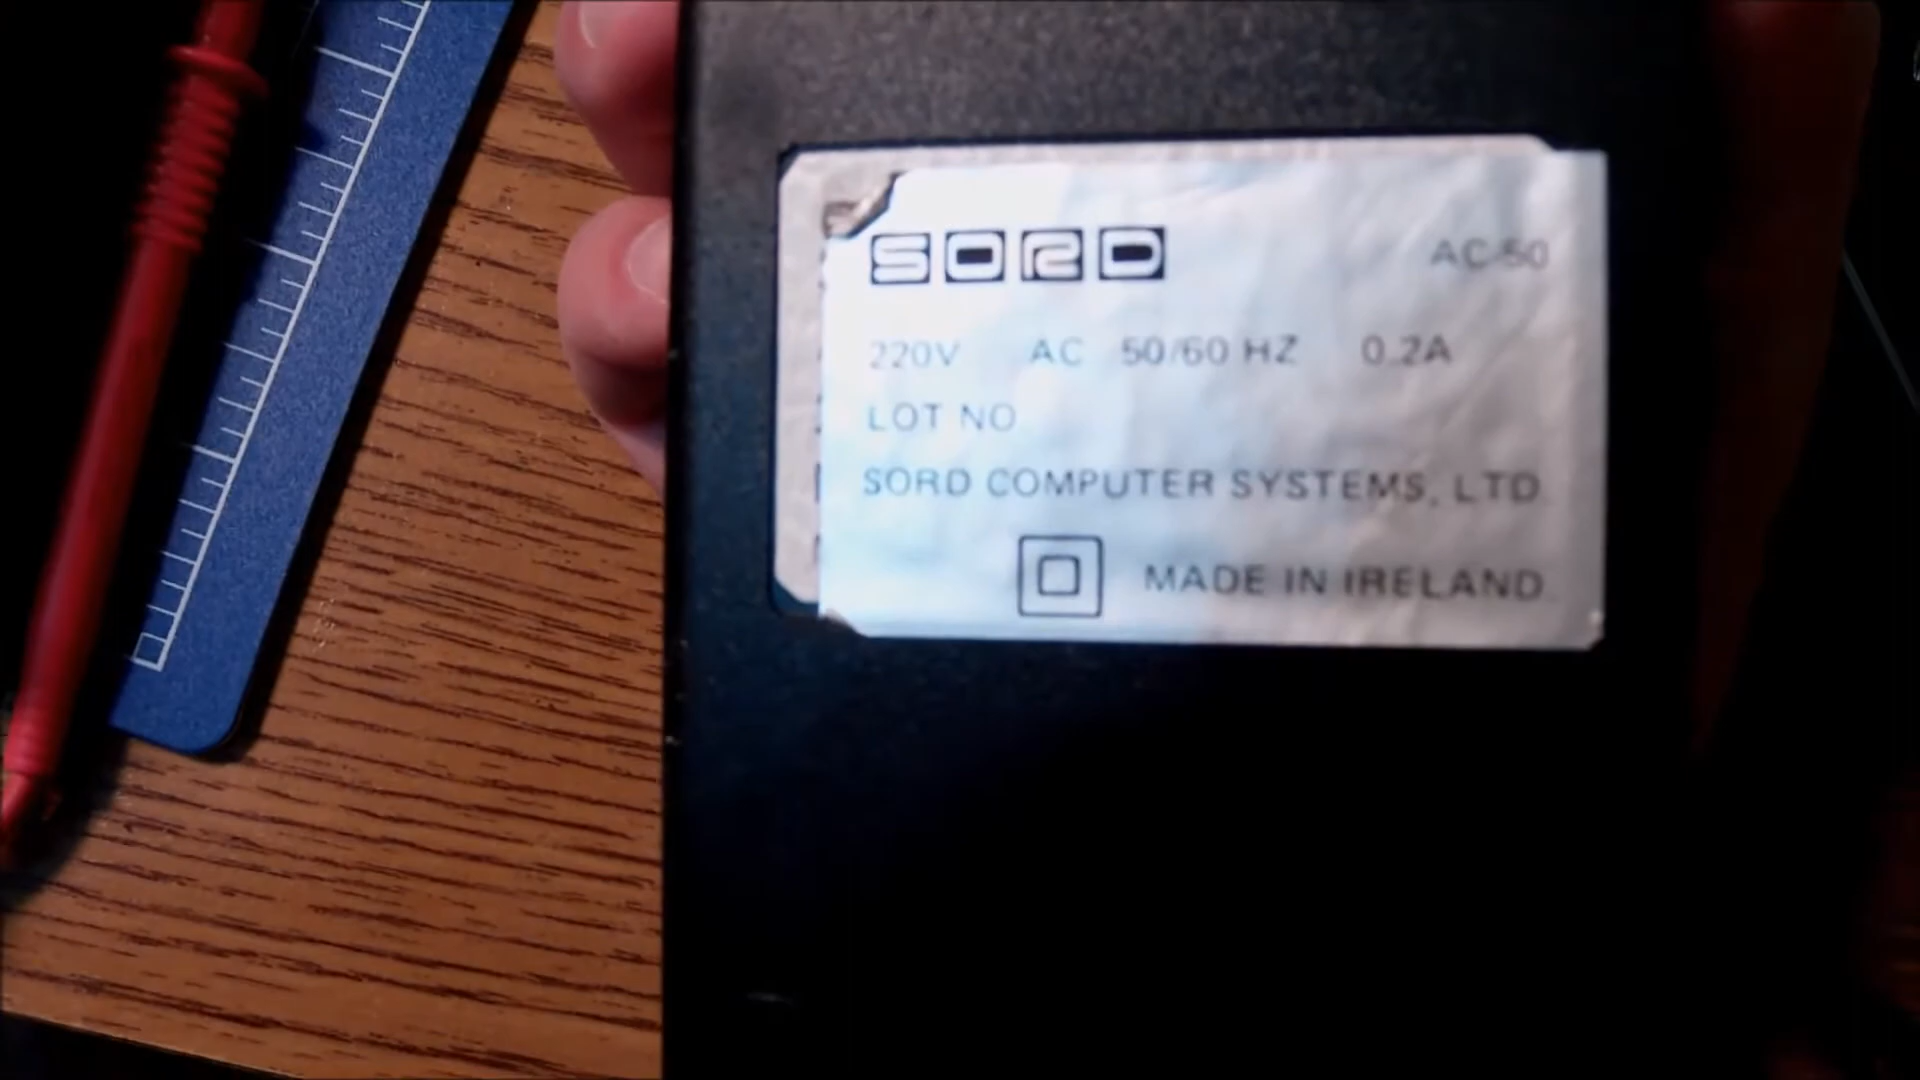 SORD AC-50
220V AC 50/60 HZ 0.2A
LOT NO
SORD COMPUTER SYSTEMS, LTD
MADE IN IRELAND